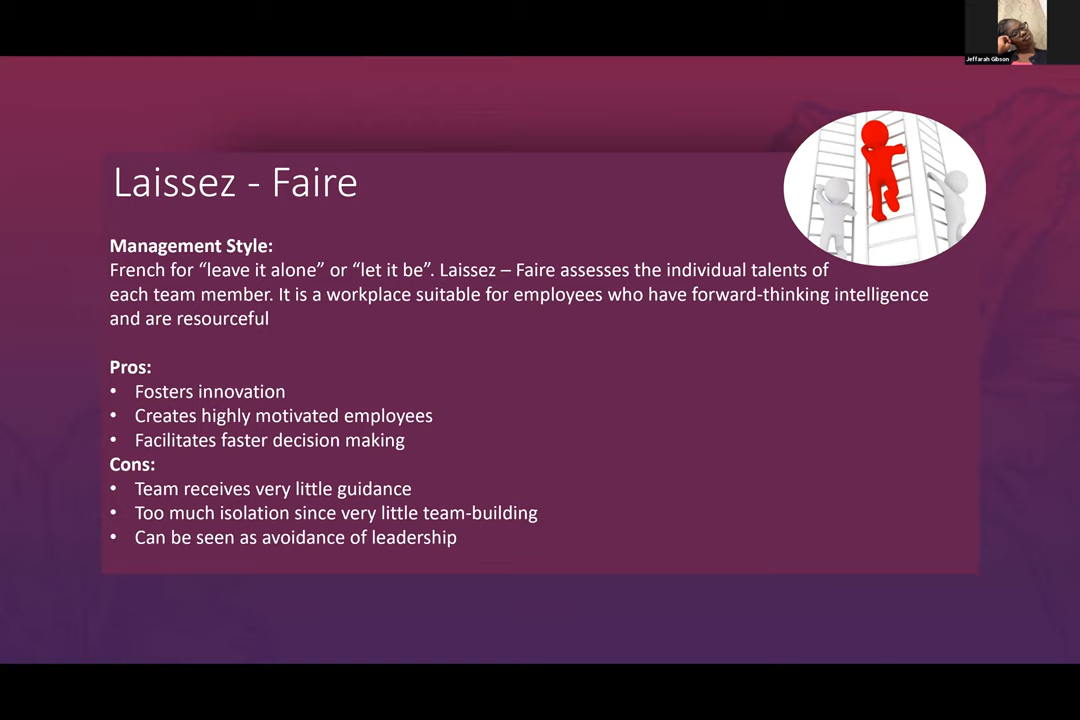 Jeffarah Gibson
Laissez - Faire
Management Style:
French for “leave it alone” or “let it be”. Laissez – Faire assesses the individual talents of
each team member. It is a workplace suitable for employees who have forward-thinking intelligence
and are resourceful
Pros:
• Fosters innovation
• Creates highly motivated employees
• Facilitates faster decision making
Cons:
• Team receives very little guidance
• Too much isolation since very little team-building
• Can be seen as avoidance of leadership